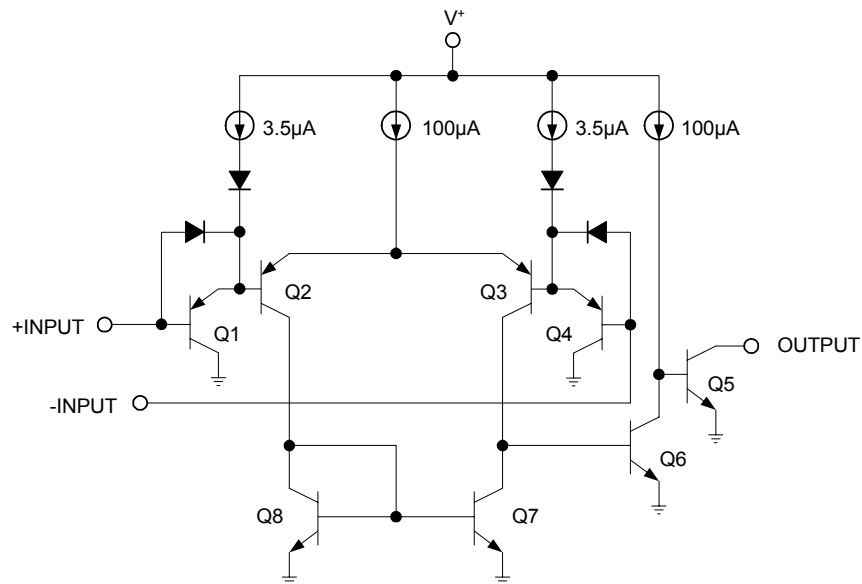 V+
3.5µA
100µA
3.5µA
100µA
Q2
Q3
+INPUT
Q1
Q4
OUTPUT
Q5
-INPUT
Q6
Q8
Q7